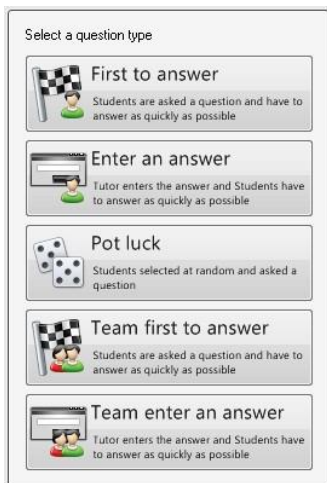 Select a question type
First to answer
Students are asked a question and have to
answer as quickly as possible
Enter an answer
Tutor enters the answer and Students have
to answer as quickly as possible
Pot luck
Students selected at random and asked a
question
Team first to answer
Students are asked a question and have to
answer as quickly as possible
Team enter an answer
Tutor enters the answer and Students have
to answer as quickly as possible